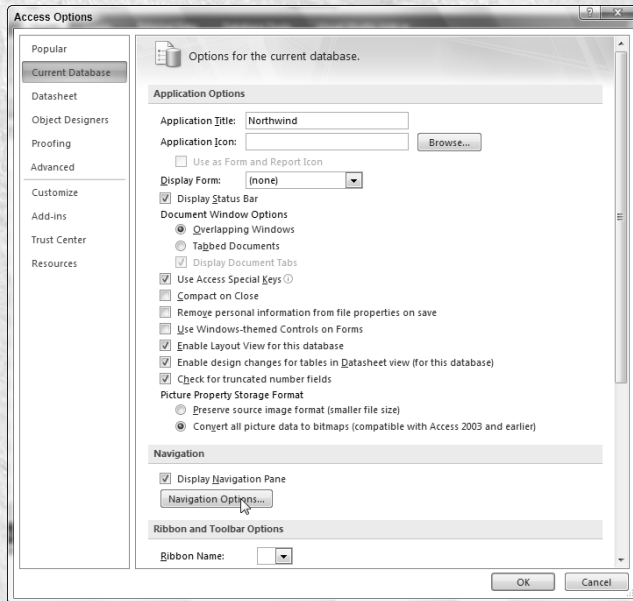 Access Options
Popular
Current Database
Datasheet
Object Designers
Proofing
Advanced
Customize
Add-ins
Trust Center
Resources
Options for the current database.
Application Options
Application Title: Northwind
Application Icon: Browse...
Use as Form and Report Icon
Display Form: (none)
Display Status Bar
Document Window Options
Overlapping Windows
Tabbed Documents
Display Document Tabs
Use Access Special Keys
Compact on Close
Remove personal information from file properties on save
Use Windows-themed Controls on Forms
Enable Layout View for this database
Enable design changes for tables in Datasheet view (for this database)
Check for truncated number fields
Picture Property Storage Format
Preserve source image format (smaller file size)
Convert all picture data to bitmaps (compatible with Access 2003 and earlier)
Navigation
Display Navigation Pane
Navigation Options...
Ribbon and Toolbar Options
Ribbon Name:
OK Cancel